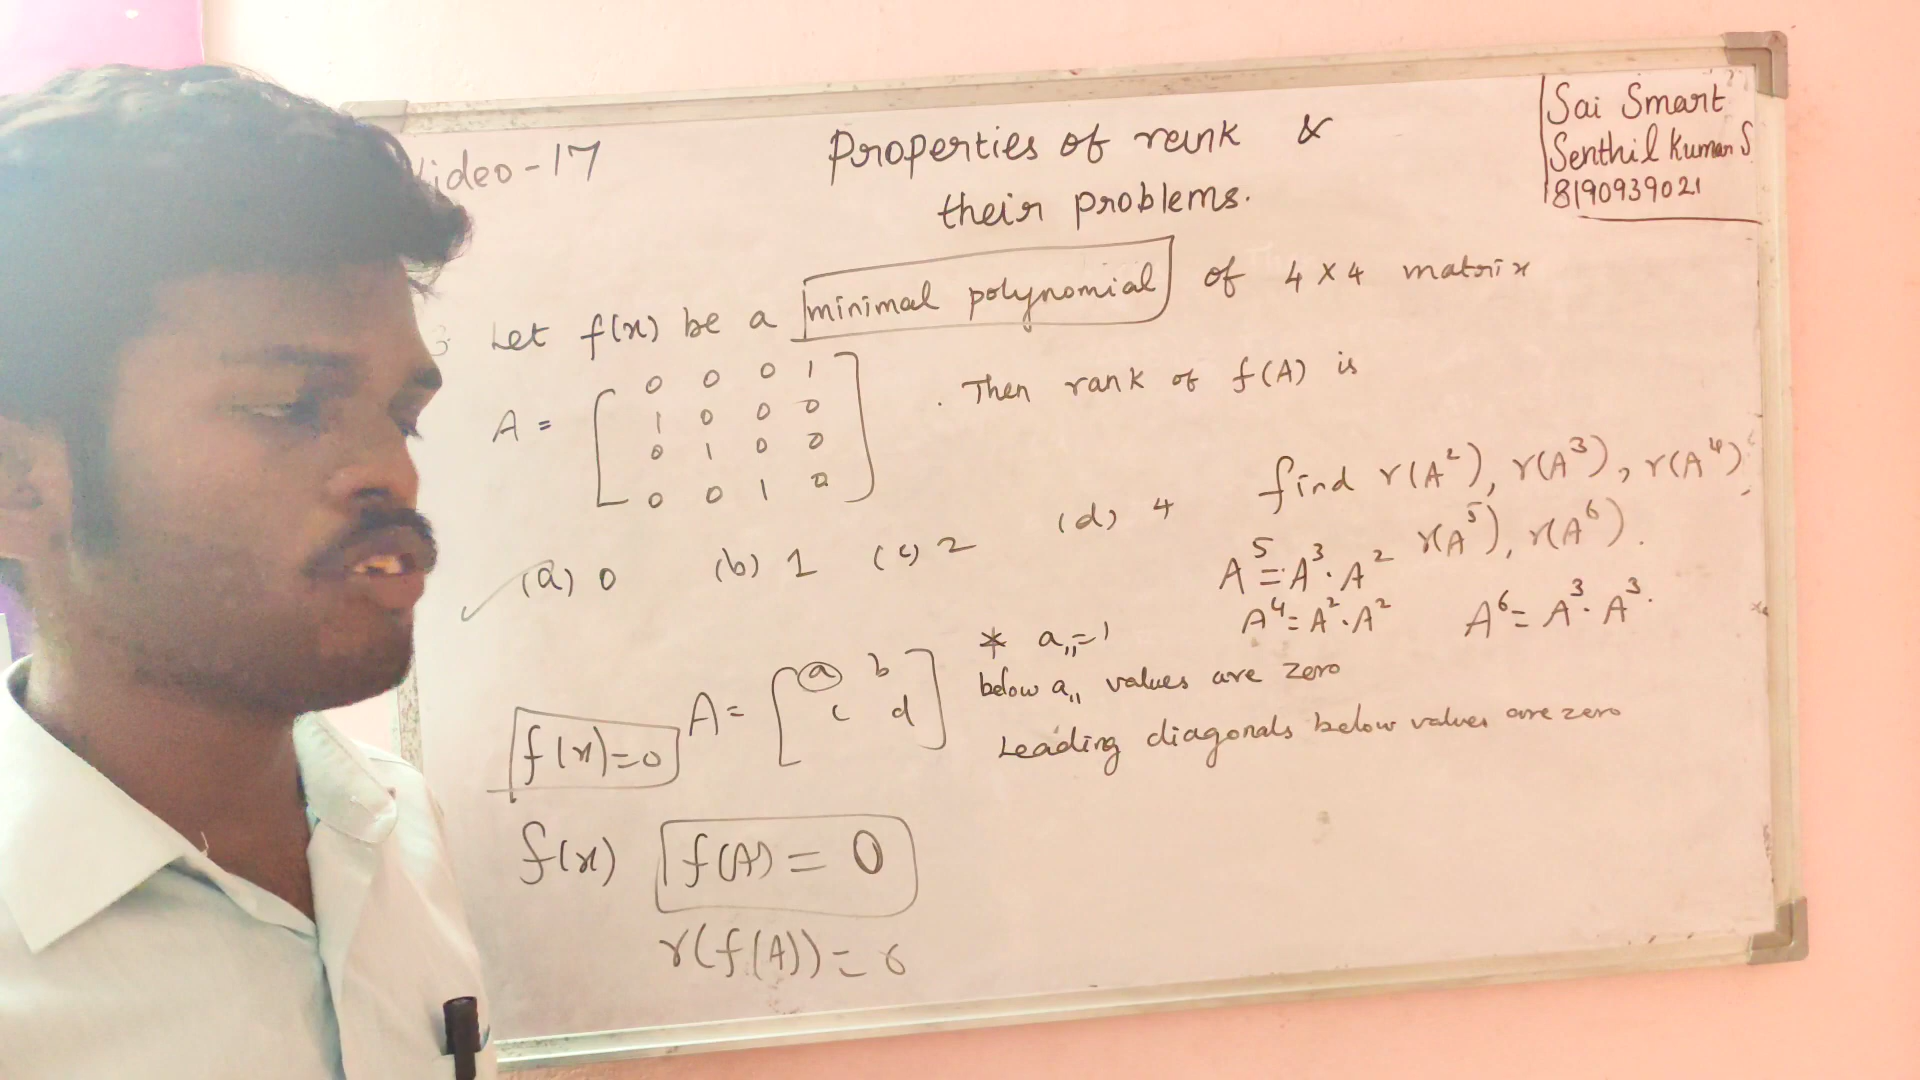 Video-17
Properties of rank &
their problems.
Sai Smart
Senthil Kumar S
8190939021
3. Let f(x) be a minimal polynomial of 4 x 4 matrix
A = [ 0 0 0 1
1 0 0 0
0 1 0 0
0 0 1 0 ]
. Then rank of f(A) is
(a) 0 (b) 1 (c) 2 (d) 4
find r(A²), r(A³), r(A⁴),
r(A⁵), r(A⁶).
A⁵ = A³ . A²
A⁴ = A² . A² A⁶ = A³ . A³.
A = [ a b
c d ]
* a₁₁=1
below a₁₁ values are zero
Leading diagonals below values are zero
f(x)=0
f(x) f(A) = 0
r(f(A)) = 0